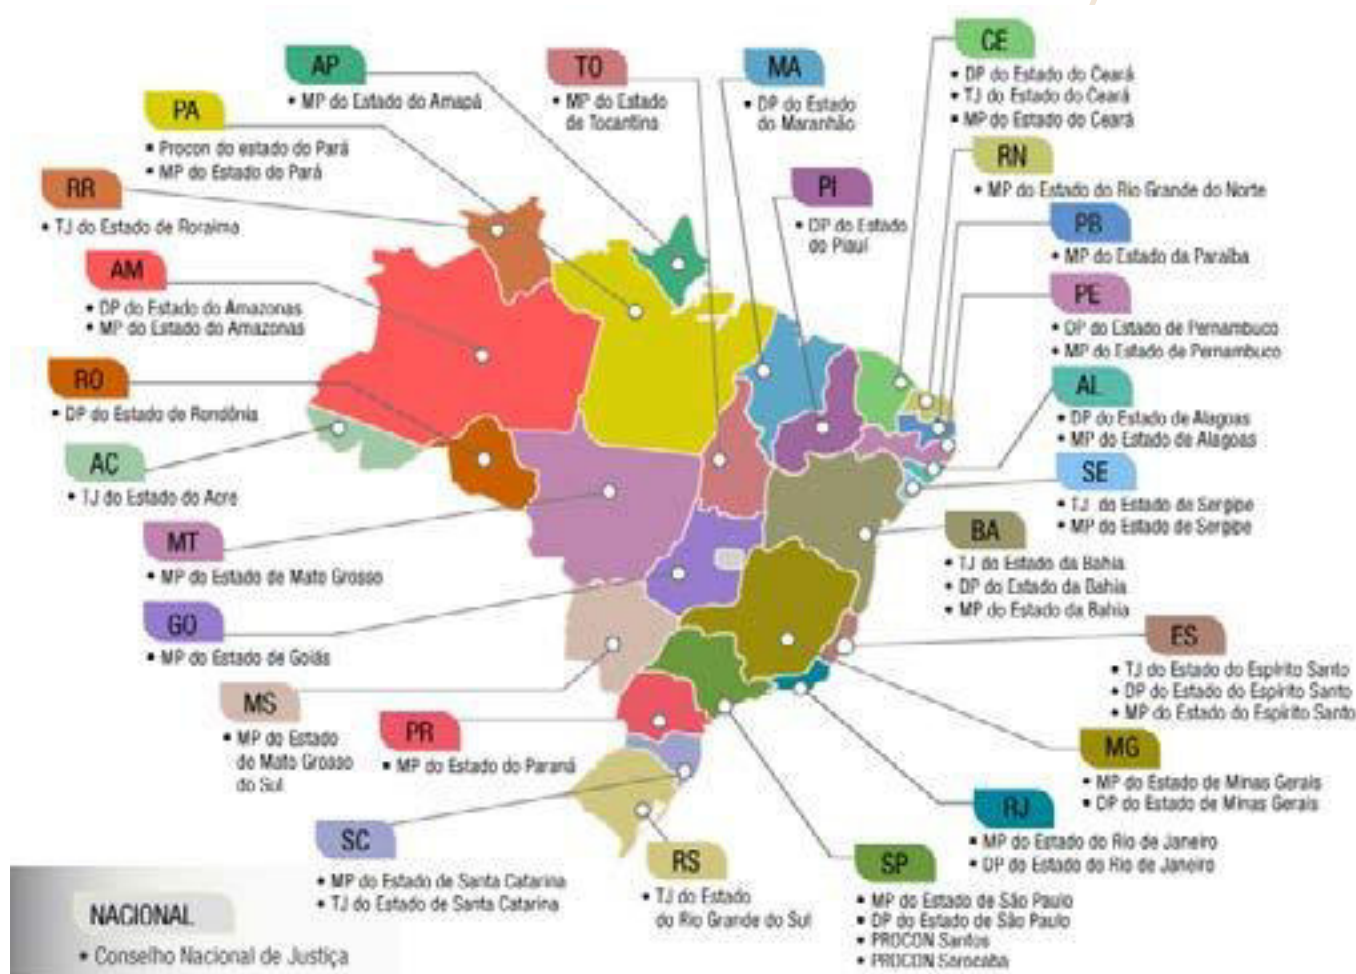 AP
• MP do Estado do Amapá
TO
• MP do Estado
de Tocantina
MA
• DP do Estado
do Maranhão
CE
• DP do Estado do Ceará
• TJ do Estado do Ceará
• MP do Estado do Ceará
PA
• Procon do estado do Pará
• MP do Estado do Pará
RN
• MP do Estado do Rio Grande do Norte
RR
• TJ do Estado de Roraima
PI
• DP do Estado
do Piauí
PB
• MP do Estado da Paraíba
AM
• DP do Estado do Amazonas
• MP do Estado do Amazonas
PE
• DP do Estado de Pernambuco
• MP do Estado de Pernambuco
RO
• DP do Estado de Rondônia
AL
• DP do Estado de Alagoas
• MP do Estado de Alagoas
AC
• TJ do Estado do Acre
SE
• TJ do Estado de Sergipe
• MP do Estado de Sergipe
MT
• MP do Estado de Mato Grosso
BA
• TJ do Estado da Bahia
• DP do Estado da Bahia
• MP do Estado da Bahia
GO
• MP do Estado de Goiás
ES
• TJ do Estado do Espírito Santo
• DP do Estado do Espírito Santo
• MP do Estado do Espírito Santo
MS
• MP do Estado
de Mato Grosso
do Sul
PR
• MP do Estado do Paraná
MG
• MP do Estado de Minas Gerais
• DP do Estado de Minas Gerais
RJ
• MP do Estado do Rio de Janeiro
• DP do Estado do Rio de Janeiro
SC
• MP do Estado de Santa Catarina
• TJ do Estado de Santa Catarina
RS
• TJ do Estado
do Rio Grande do Sul
SP
• MP do Estado de São Paulo
• DP do Estado de São Paulo
• PROCON Santos
• PROCON Sorocaba
NACIONAL
• Conselho Nacional de Justiça